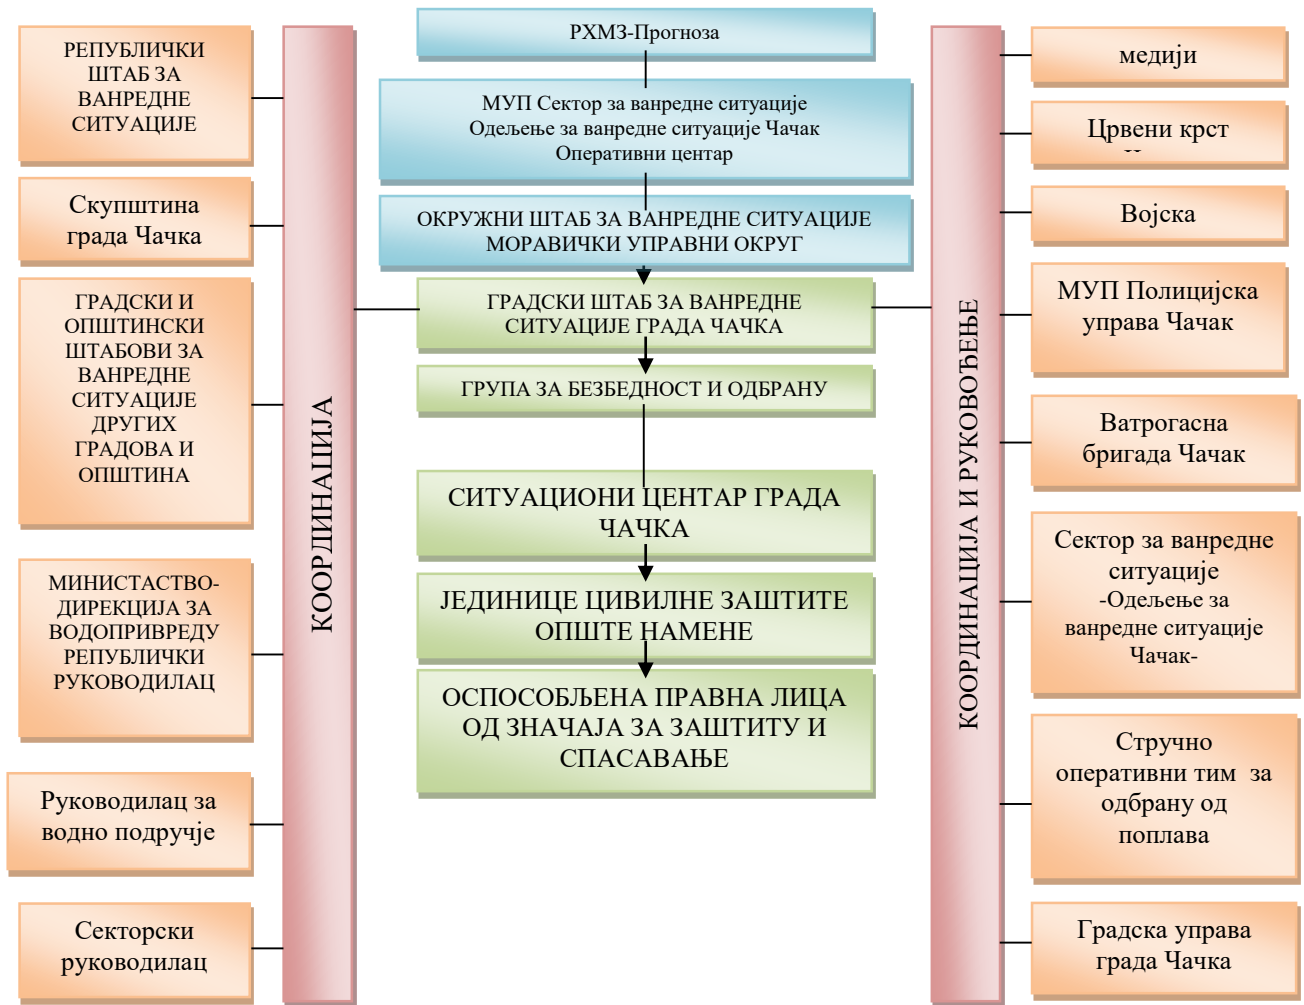 РЕПУБЛИЧКИ
ШТАБ ЗА
ВАНРЕДНЕ
СИТУАЦИЈЕ
Скупштина
града Чачка
ГРАДСКИ И
ОПШТИНСКИ
ШТАБОВИ ЗА
ВАНРЕДНЕ
СИТУАЦИЈЕ
ДРУГИХ
ГРАДОВА И
ОПШТИНА
МИНИСТАСТВО-
ДИРЕКЦИЈА ЗА
ВОДОПРИВРЕДУ
РЕПУБЛИЧКИ
РУКОВОДИЛАЦ
Руководилац за
водно подручје
Секторски
руководилац
КООРДИНАЦИЈА
РХМЗ-Прогноза
МУП Сектор за ванредне ситуације
Одељење за ванредне ситуације Чачак
Оперативни центар
ОКРУЖНИ ШТАБ ЗА ВАНРЕДНЕ СИТУАЦИЈЕ
МОРАВИЧКИ УПРАВНИ ОКРУГ
ГРАДСКИ ШТАБ ЗА ВАНРЕДНЕ
СИТУАЦИЈЕ ГРАДА ЧАЧКА
ГРУПА ЗА БЕЗБЕДНОСТ И ОДБРАНУ
СИТУАЦИОНИ ЦЕНТАР ГРАДА
ЧАЧКА
ЈЕДИНИЦЕ ЦИВИЛНЕ ЗАШТИТЕ
ОПШТЕ НАМЕНЕ
ОСПОСОБЉЕНА ПРАВНА ЛИЦА
ОД ЗНАЧАЈА ЗА ЗАШТИТУ И
СПАСАВАЊЕ
КООРДИНАЦИЈА И РУКОВОЂЕЊЕ
медији
Црвени крст
Војска
МУП Полицијска
управа Чачак
Ватрогасна
бригада Чачак
Сектор за ванредне
ситуације
-Одељење за
ванредне ситуације
Чачак-
Стручно
оперативни тим за
одбрану од
поплава
Градска управа
града Чачка